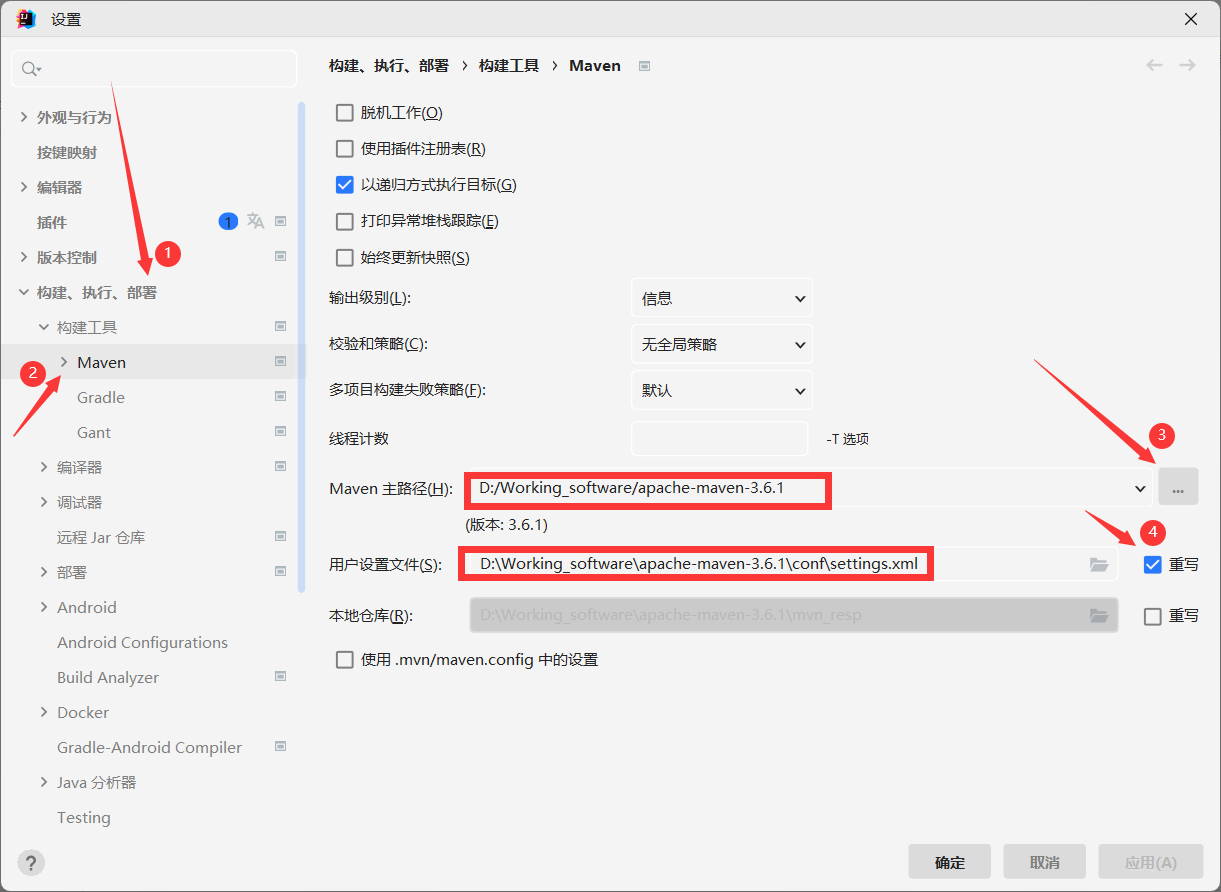 设置
外观与行为
按键映射
编辑器
插件
1
版本控制
1
构建、执行、部署
构建工具
2
Maven
Gradle
Gant
编译器
调试器
远程 Jar 仓库
部署
Android
Android Configurations
Build Analyzer
Docker
Gradle-Android Compiler
Java 分析器
Testing
?
构建、执行、部署 › 构建工具 › Maven
脱机工作(O)
使用插件注册表(R)
以递归方式执行目标(G)
打印异常堆栈跟踪(E)
始终更新快照(S)
输出级别(L): 信息
校验和策略(C): 无全局策略
多项目构建失败策略(F): 默认
线程计数 -T 选项
3
Maven 主路径(H): D:/Working_software/apache-maven-3.6.1 ...
(版本: 3.6.1)
4
用户设置文件(S): D:\Working_software\apache-maven-3.6.1\conf\settings.xml 重写
本地仓库(R): D:\Working_software\apache-maven-3.6.1\mvn_resp 重写
使用 .mvn/maven.config 中的设置
确定 取消 应用(A)